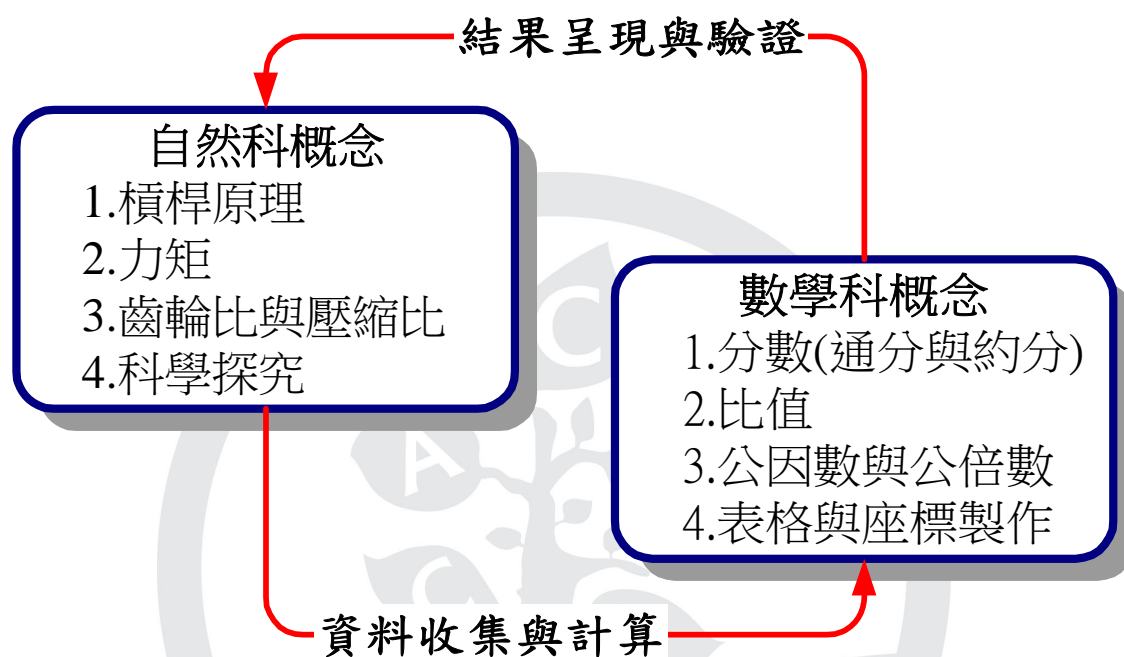 結果呈現與驗證
自然科概念
1.槓桿原理
2.力矩
3.齒輪比與壓縮比
4.科學探究
數學科概念
1.分數(通分與約分)
2.比值
3.公因數與公倍數
4.表格與座標製作
資料收集與計算
C
A
C